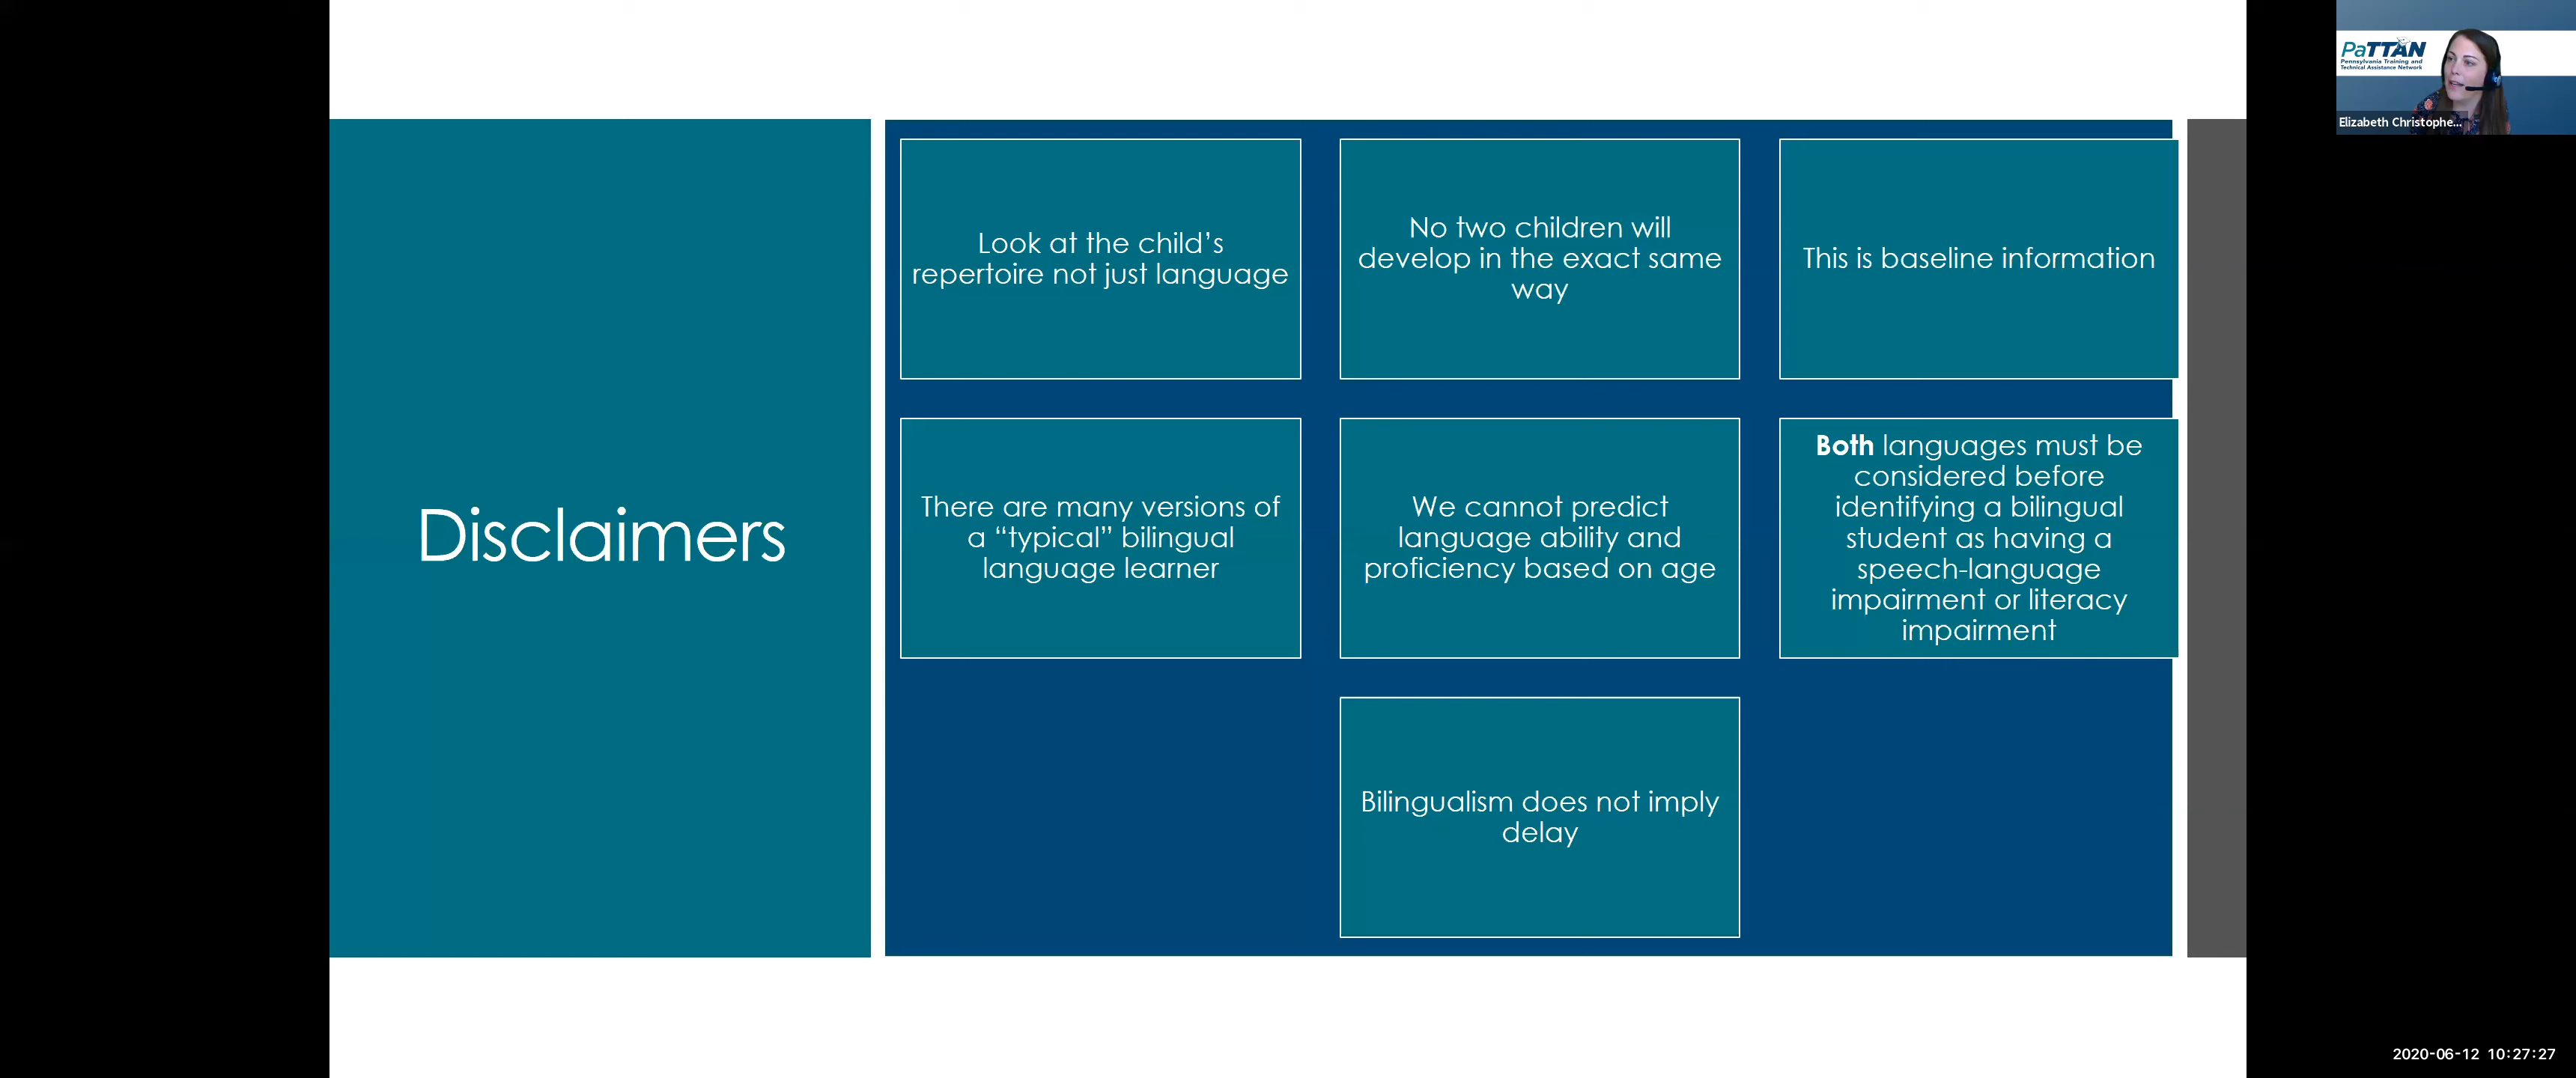 Disclaimers
Look at the child’s
repertoire not just language
No two children will
develop in the exact same
way
This is baseline information
There are many versions of
a “typical” bilingual
language learner
We cannot predict
language ability and
proficiency based on age
Both languages must be
considered before
identifying a bilingual
student as having a
speech-language
impairment or literacy
impairment
Bilingualism does not imply
delay
PaTTAN
Pennsylvania Training and
Technical Assistance Network
Elizabeth Christophe...
2020-06-12 10:27:27